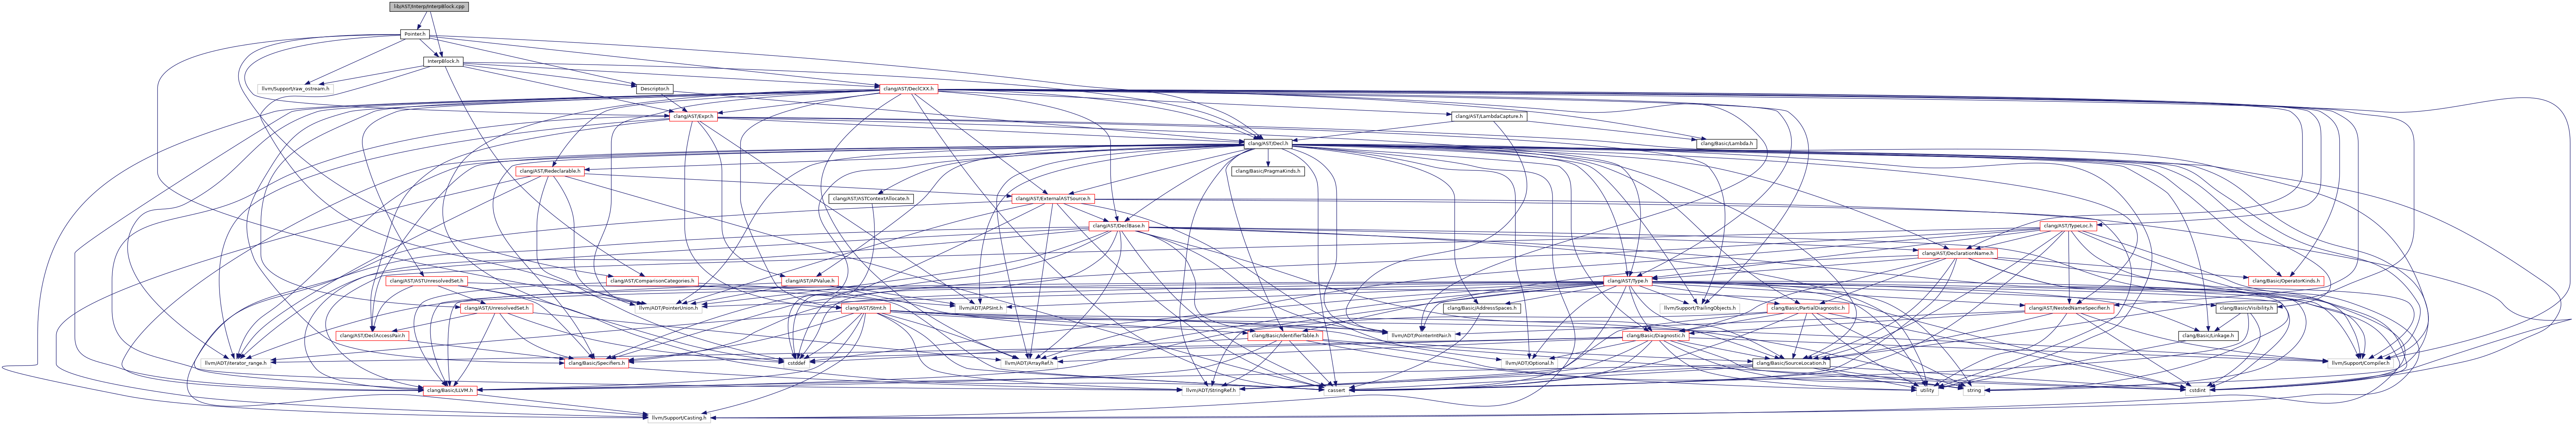 lib/AST/Interp/InterpBlock.cpp
Pointer.h
InterpBlock.h
llvm/Support/raw_ostream.h
Descriptor.h
clang/AST/DeclCXX.h
clang/AST/Expr.h
clang/AST/LambdaCapture.h
clang/AST/Decl.h
clang/Basic/Lambda.h
clang/AST/Redeclarable.h
clang/Basic/PragmaKinds.h
clang/AST/ASTContextAllocate.h
clang/AST/ExternalASTSource.h
clang/AST/DeclBase.h
clang/AST/TypeLoc.h
clang/AST/DeclarationName.h
clang/AST/ASTUnresolvedSet.h
clang/AST/ComparisonCategories.h
clang/AST/APValue.h
clang/AST/Type.h
clang/Basic/OperatorKinds.h
clang/AST/UnresolvedSet.h
llvm/ADT/PointerUnion.h
clang/AST/Stmt.h
llvm/ADT/APSInt.h
clang/Basic/AddressSpaces.h
llvm/Support/TrailingObjects.h
clang/Basic/PartialDiagnostic.h
clang/AST/NestedNameSpecifier.h
clang/Basic/Visibility.h
clang/AST/DeclAccessPair.h
clang/Basic/IdentifierTable.h
llvm/ADT/PointerIntPair.h
clang/Basic/Diagnostic.h
clang/Basic/Linkage.h
llvm/ADT/iterator_range.h
clang/Basic/Specifiers.h
cstddef
llvm/ADT/ArrayRef.h
llvm/ADT/Optional.h
clang/Basic/SourceLocation.h
llvm/Support/Compiler.h
clang/Basic/LLVM.h
llvm/ADT/StringRef.h
cassert
utility
string
cstdint
llvm/Support/Casting.h